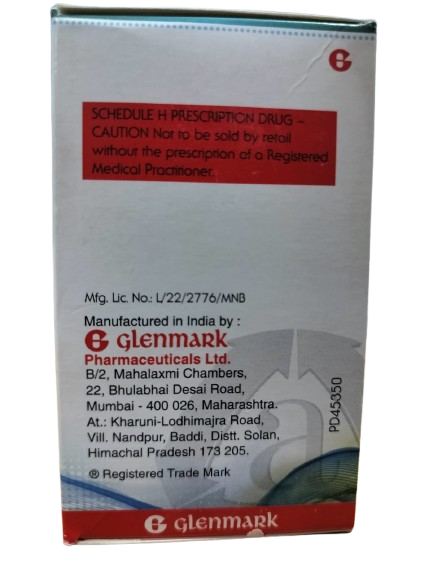 SCHEDULE H PRESCRIPTION DRUG –
CAUTION Not to be sold by retail
without the prescription of a Registered
Medical Practitioner.
Mfg. Lic. No.: L/22/2776/MNB
Manufactured in India by :
glenmark
Pharmaceuticals Ltd.
B/2, Mahalaxmi Chambers,
22, Bhulabhai Desai Road,
Mumbai - 400 026, Maharashtra.
At.: Kharuni-Lodhimajra Road,
Vill. Nandpur, Baddi, Distt. Solan,
Himachal Pradesh 173 205.
® Registered Trade Mark
PD45350
glenmark